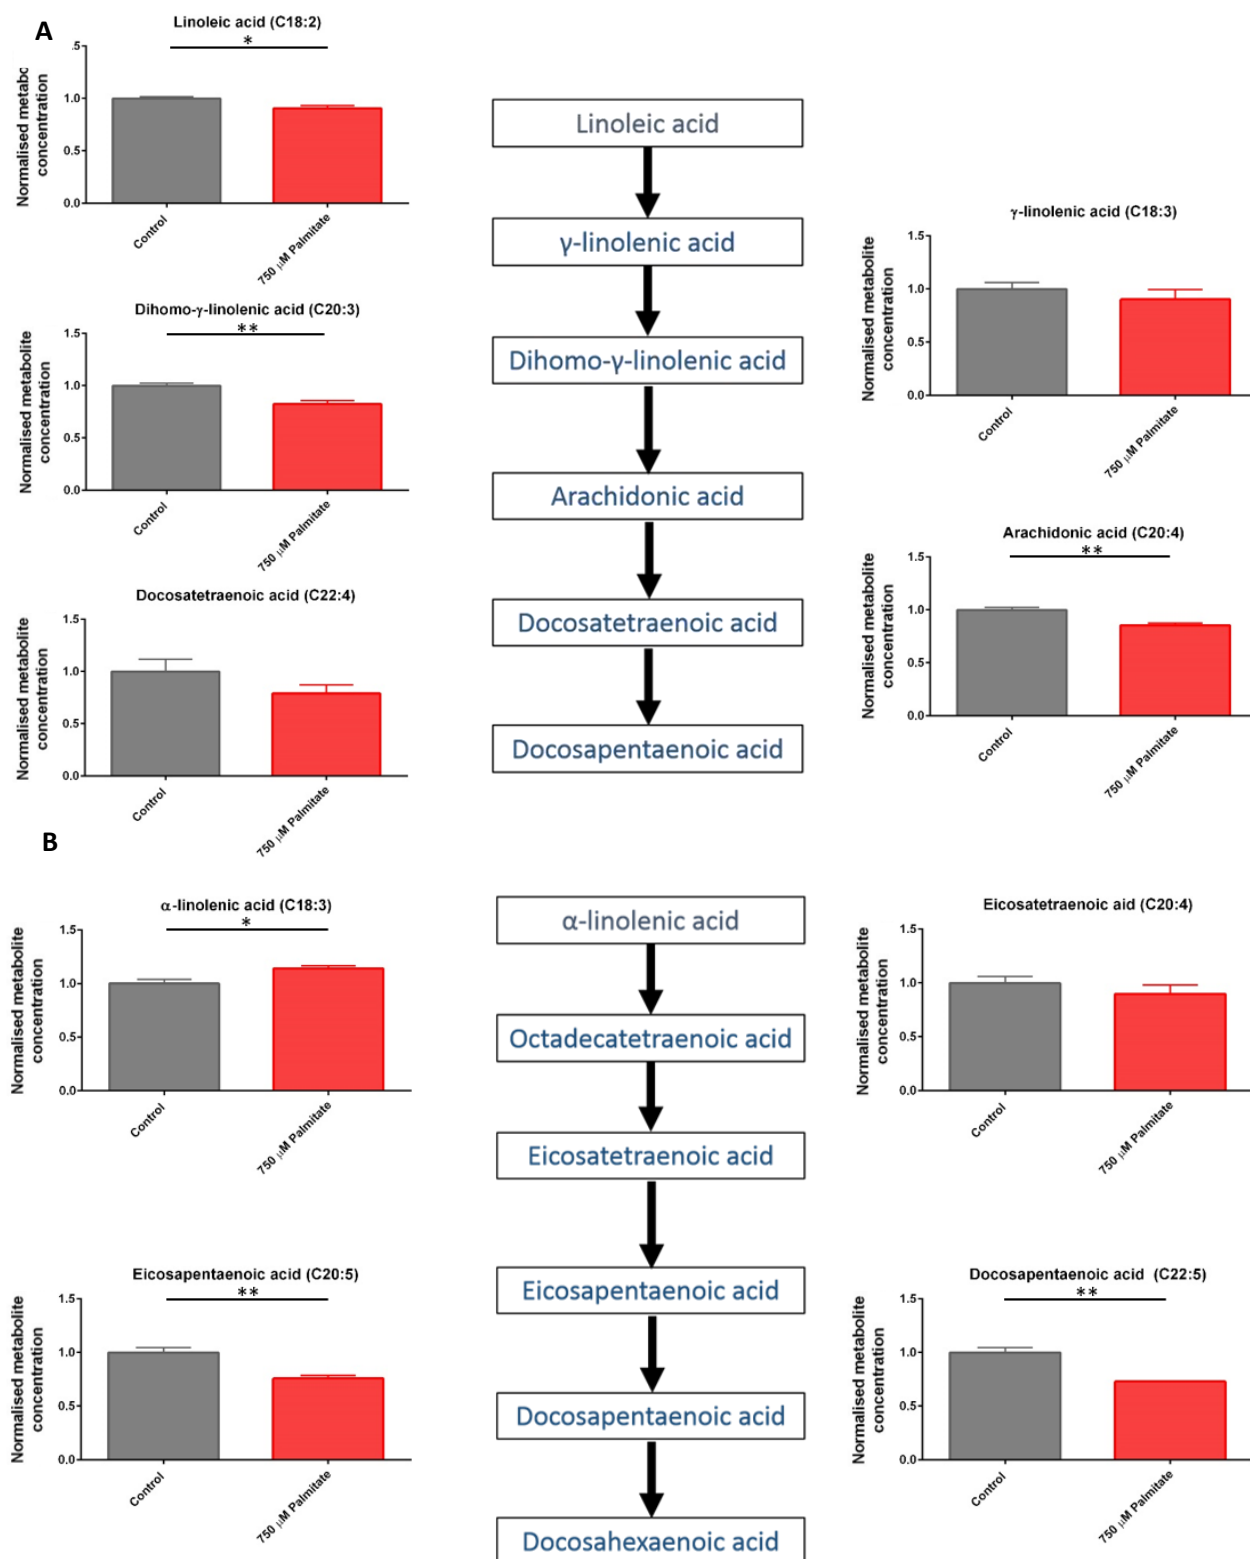 A
Linoleic acid (C18:2)
*
.5
1.0
0.5
0.0
Normalised metabc
concentration
Control
750 μM Palmitate
Linoleic acid
γ-linolenic acid
Dihomo-γ-linolenic acid
Arachidonic acid
Docosatetraenoic acid
Docosapentaenoic acid
γ-linolenic acid (C18:3)
1.5
1.0
0.5
0.0
Normalised metabolite
concentration
Control
750 μM Palmitate
Dihomo-γ-linolenic acid (C20:3)
**
1.5
1.0
0.5
0.0
Normalised metabolite
concentration
Control
750 μM Palmitate
Arachidonic acid (C20:4)
**
1.5
1.0
0.5
0.0
Normalised metabolite
concentration
Control
750 μM Palmitate
Docosatetraenoic acid (C22:4)
1.5
1.0
0.5
0.0
Normalised metabolite
concentration
Control
750 μM Palmitate
B
α-linolenic acid (C18:3)
*
1.5
1.0
0.5
0.0
Normalised metabolite
concentration
Control
750 μM Palmitate
α-linolenic acid
Octadecatetraenoic acid
Eicosatetraenoic acid
Eicosapentaenoic acid
Docosapentaenoic acid
Docosahexaenoic acid
Eicosatetraenoic aid (C20:4)
1.5
1.0
0.5
0.0
Normalised metabolite
concentration
Control
750 μM Palmitate
Eicosapentaenoic acid (C20:5)
**
1.5
1.0
0.5
0.0
Normalised metabolite
concentration
Control
750 μM Palmitate
Docosapentaenoic acid (C22:5)
**
1.5
1.0
0.5
0.0
Normalised metabolite
concentration
Control
750 μM Palmitate